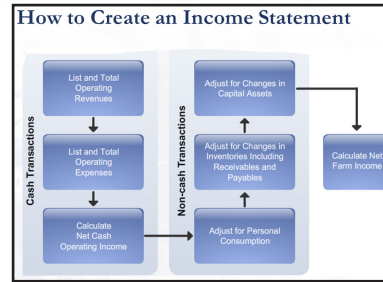 How to Create an Income Statement
Cash Transactions
List and Total
Operating
Revenues
List and Total
Operating
Expenses
Calculate
Net Cash
Operating Income
Non-cash Transactions
Adjust for Changes in
Capital Assets
Adjust for Changes in
Inventories Including
Receivables and
Payables
Adjust for Personal
Consumption
Calculate Net
Farm Income